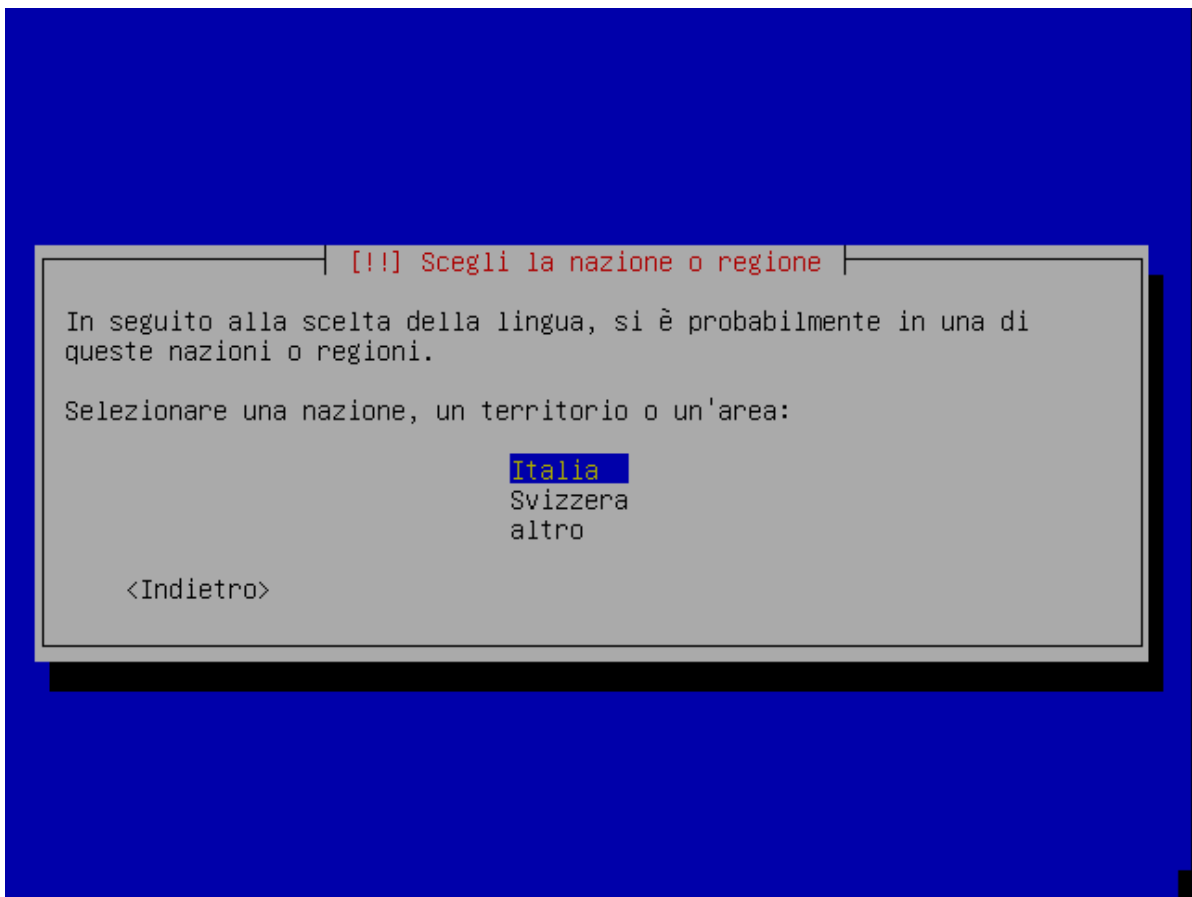 [!!] Scegli la nazione o regione
In seguito alla scelta della lingua, si è probabilmente in una di
queste nazioni o regioni.
Selezionare una nazione, un territorio o un'area:
Italia
Svizzera
altro
<Indietro>